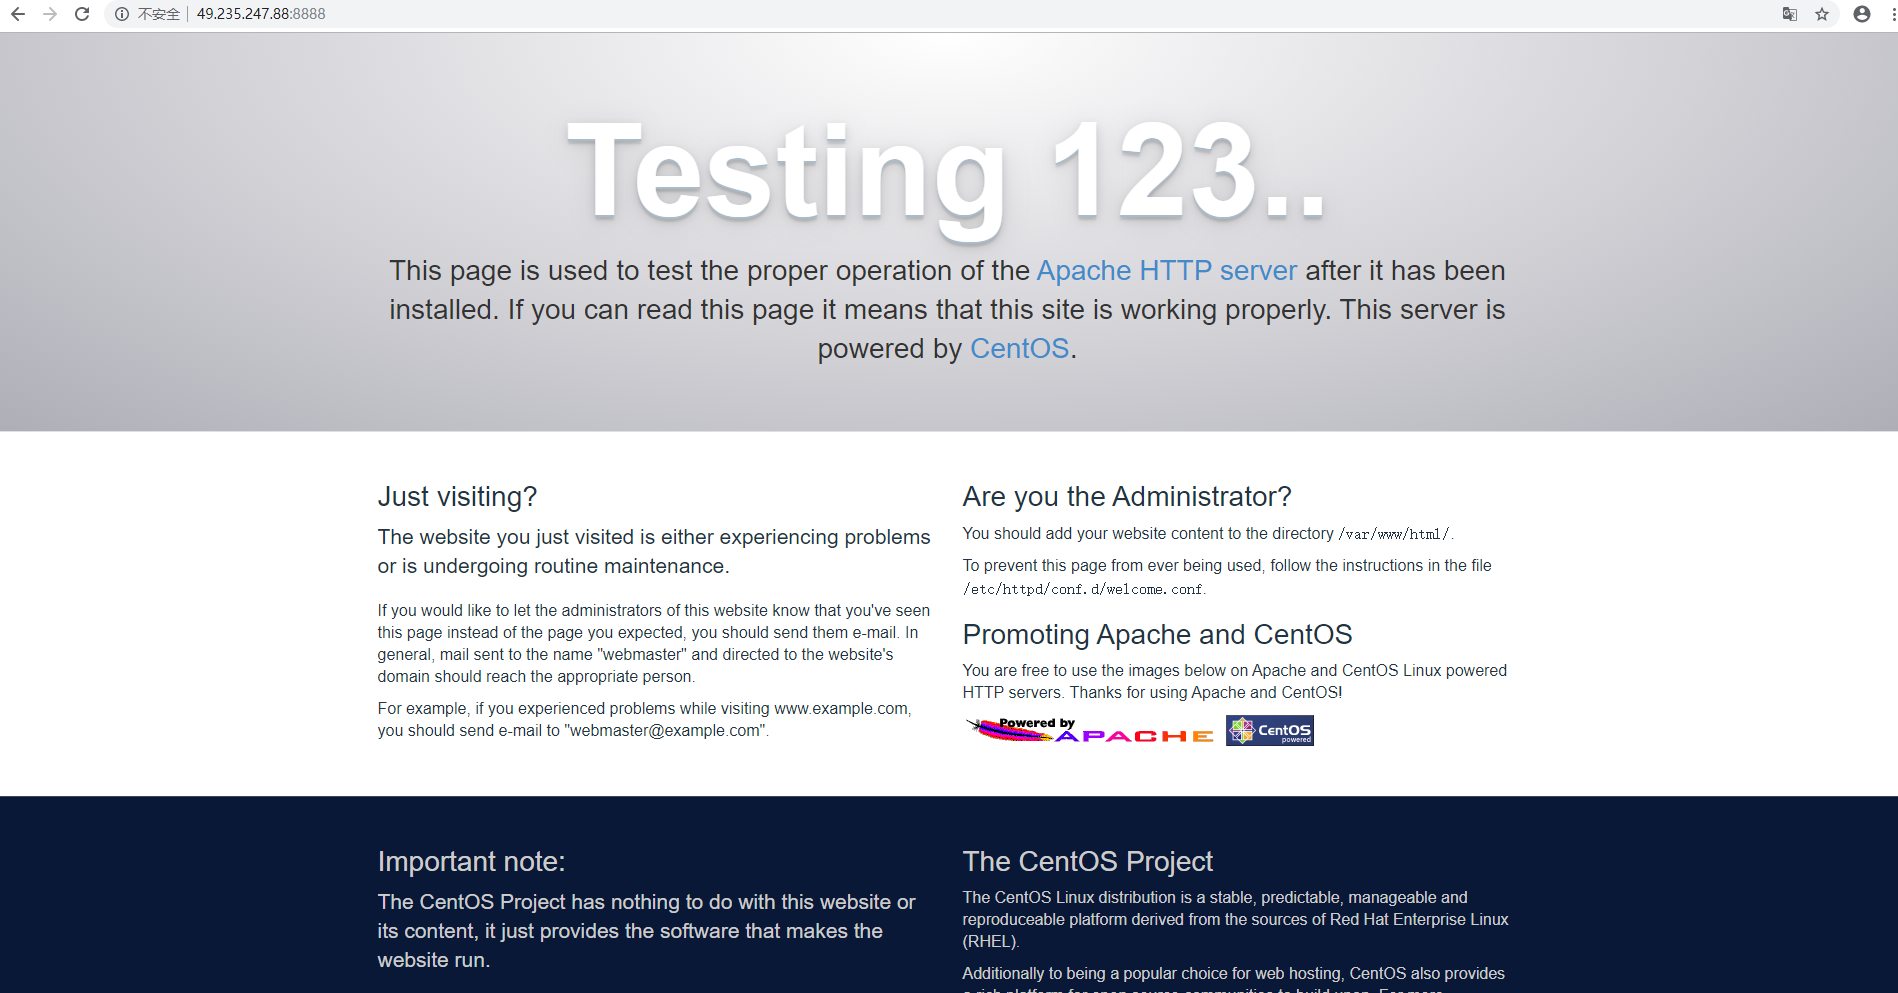 不安全 49.235.247.88:8888
Testing 123..
This page is used to test the proper operation of the Apache HTTP server after it has been
installed. If you can read this page it means that this site is working properly. This server is
powered by CentOS.
Just visiting?
The website you just visited is either experiencing problems
or is undergoing routine maintenance.
If you would like to let the administrators of this website know that you've seen
this page instead of the page you expected, you should send them e-mail. In
general, mail sent to the name "webmaster" and directed to the website's
domain should reach the appropriate person.
For example, if you experienced problems while visiting www.example.com,
you should send e-mail to "webmaster@example.com".
Are you the Administrator?
You should add your website content to the directory /var/www/html/.
To prevent this page from ever being used, follow the instructions in the file
/etc/httpd/conf.d/welcome.conf.
Promoting Apache and CentOS
You are free to use the images below on Apache and CentOS Linux powered
HTTP servers. Thanks for using Apache and CentOS!
Powered by
APACHE
CentOS
powered
Important note:
The CentOS Project has nothing to do with this website or
its content, it just provides the software that makes the
website run.
The CentOS Project
The CentOS Linux distribution is a stable, predictable, manageable and
reproduceable platform derived from the sources of Red Hat Enterprise Linux
(RHEL).
Additionally to being a popular choice for web hosting, CentOS also provides
a rich platform for open source communities to build upon. For more